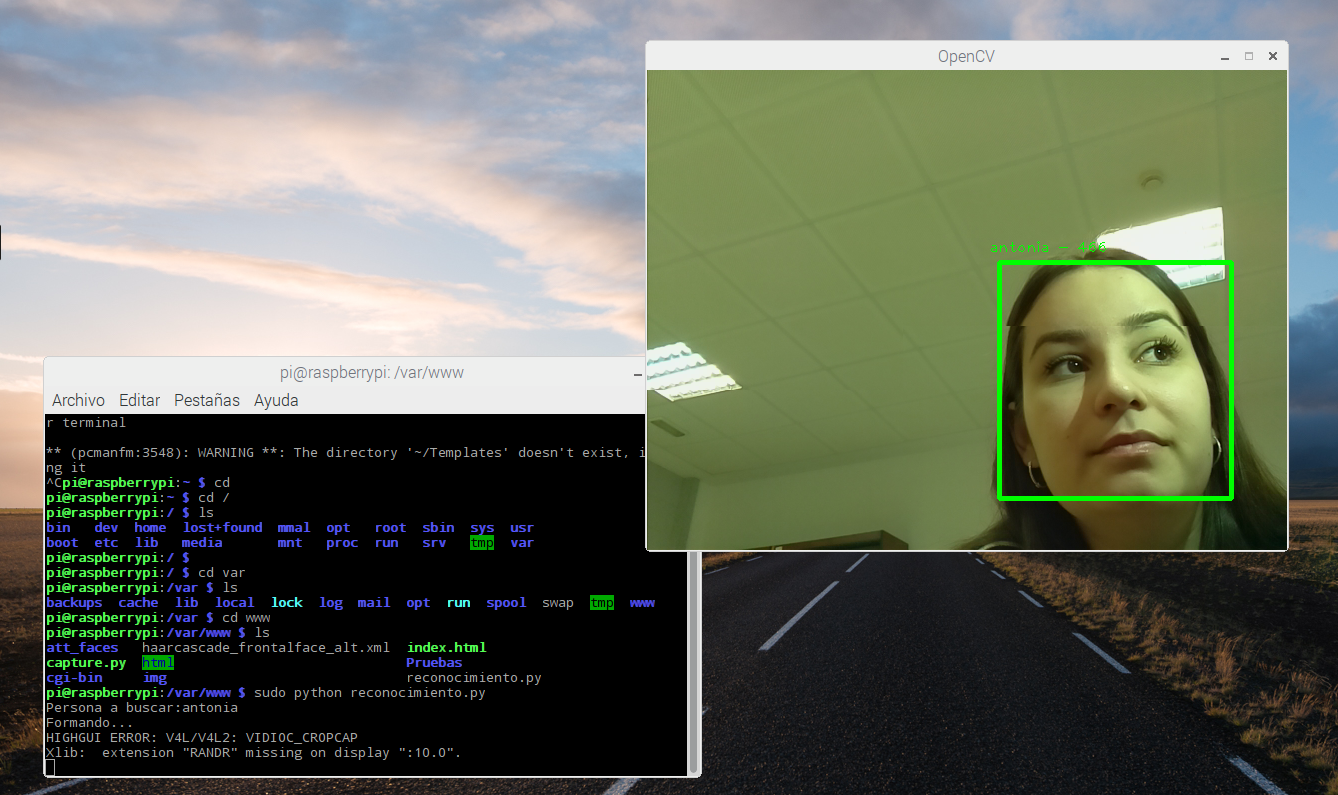 OpenCV
antonia - 406
pi@raspberrypi: /var/www
Archivo Editar Pestañas Ayuda
r terminal
** (pcmanfm:3548): WARNING **: The directory '~/Templates' doesn't exist, i
ng it
^Cpi@raspberrypi:~ $ cd
pi@raspberrypi:~ $ cd /
pi@raspberrypi:/ $ ls
bin dev home lost+found mmal opt root sbin sys usr
boot etc lib media mnt proc run srv tmp var
pi@raspberrypi:/ $
pi@raspberrypi:/ $ cd var
pi@raspberrypi:/var $ ls
backups cache lib local lock log mail opt run spool swap tmp www
pi@raspberrypi:/var $ cd www
pi@raspberrypi:/var/www $ ls
att_faces haarcascade_frontalface_alt.xml index.html
capture.py html Pruebas
cgi-bin img reconocimiento.py
pi@raspberrypi:/var/www $ sudo python reconocimiento.py
Persona a buscar:antonia
Formando...
HIGHGUI ERROR: V4L/V4L2: VIDIOC_CROPCAP
Xlib: extension "RANDR" missing on display ":10.0".